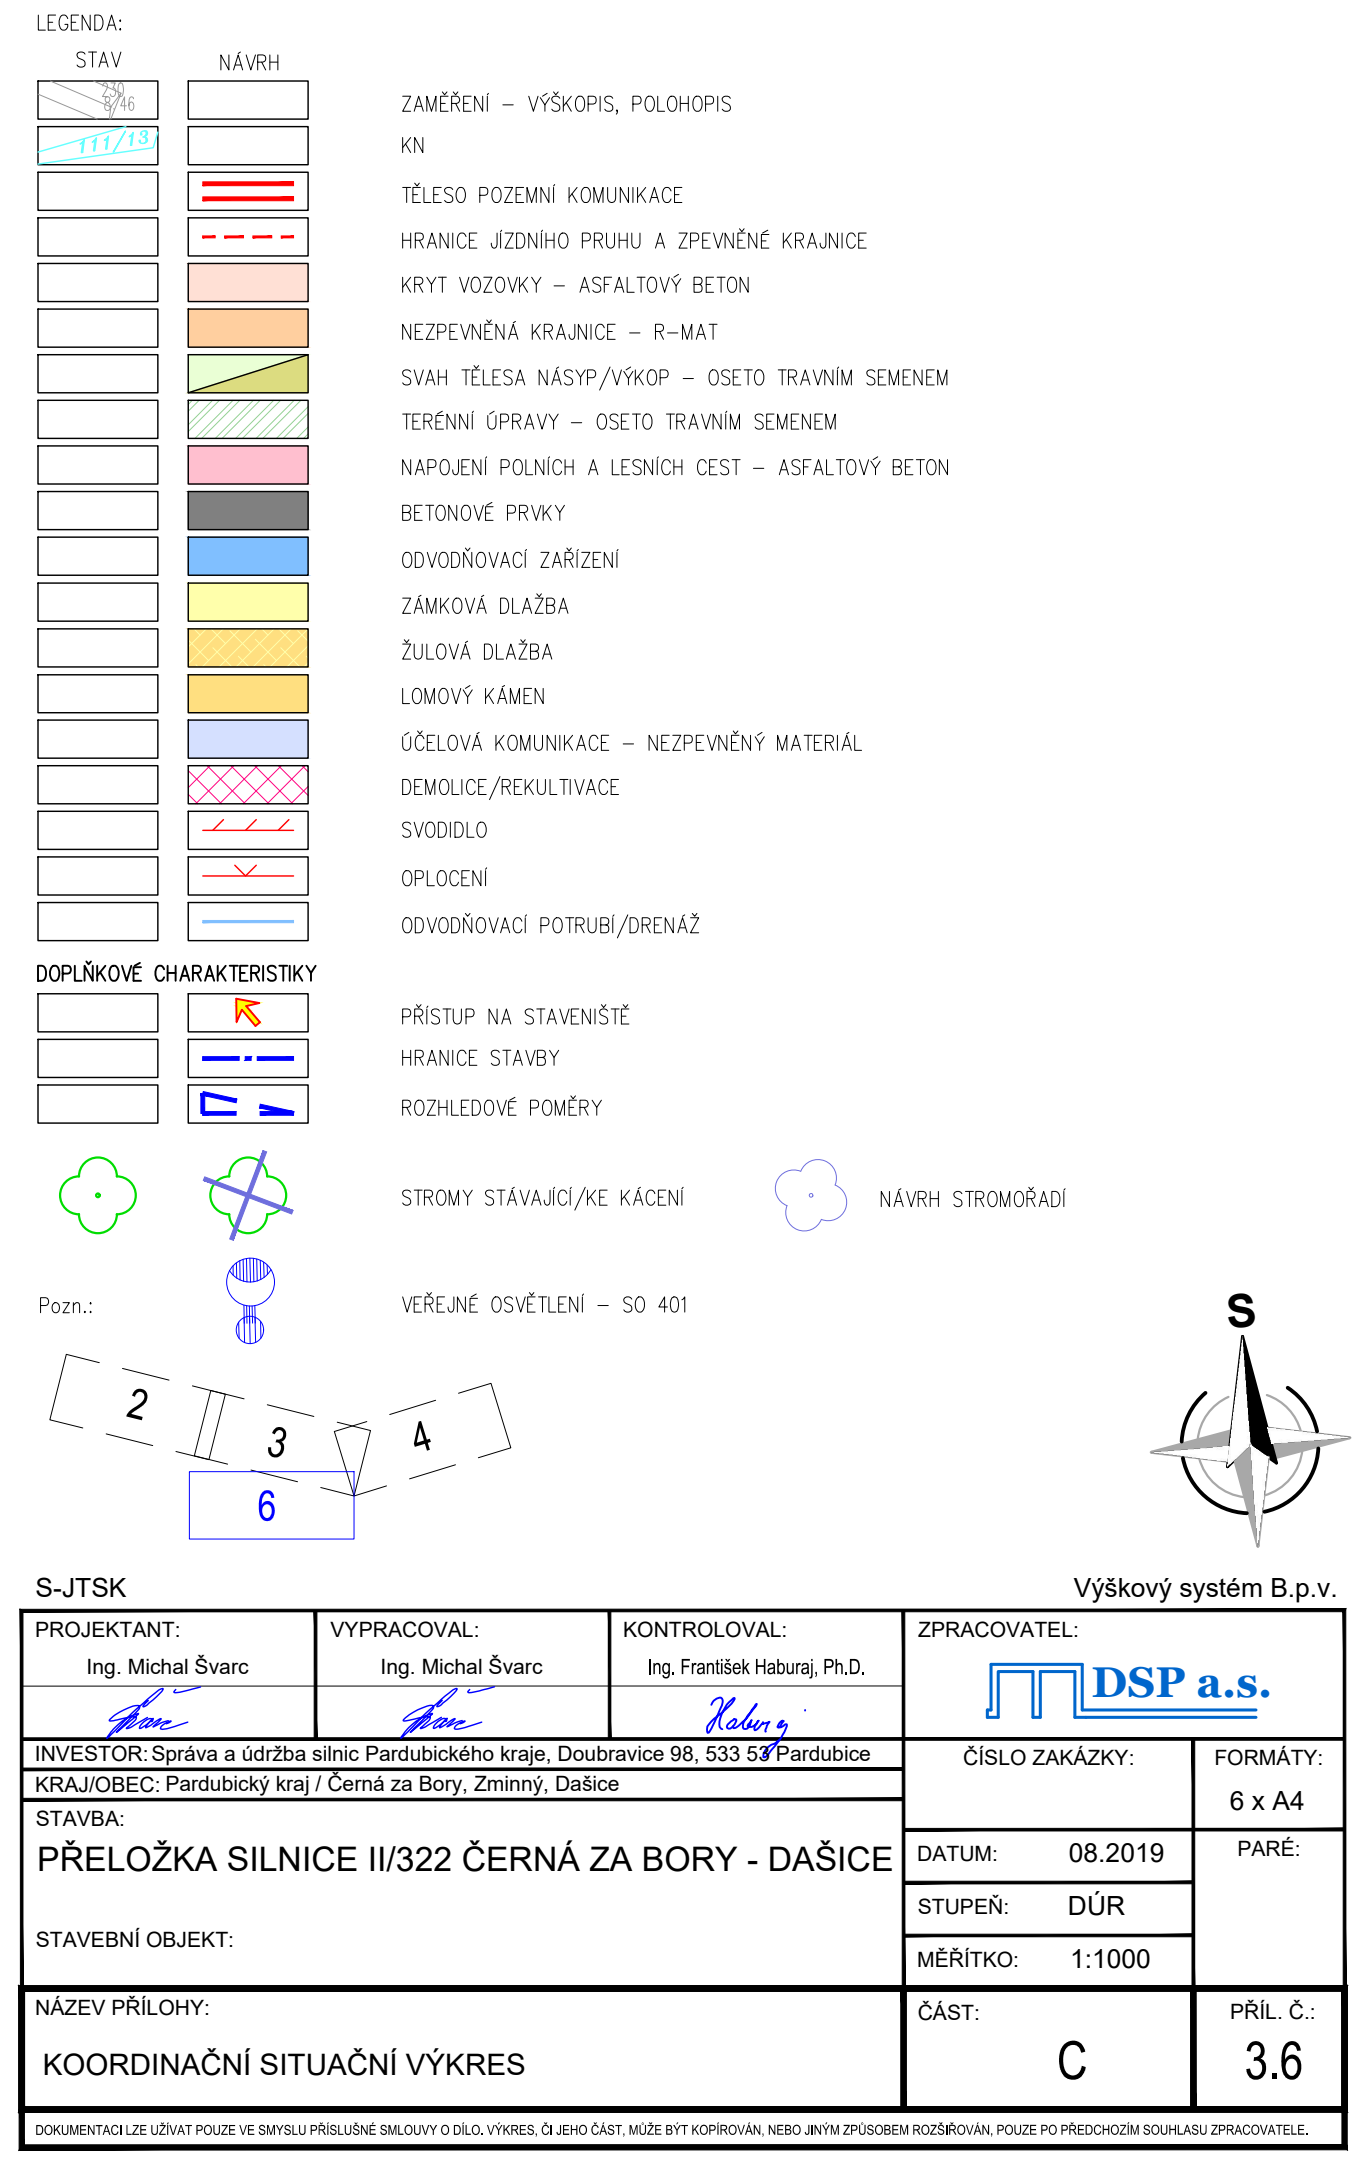 LEGENDA:
STAV NÁVRH
230
8/46
ZAMĚŘENÍ – VÝŠKOPIS, POLOHOPIS
111/13
KN
TĚLESO POZEMNÍ KOMUNIKACE
HRANICE JÍZDNÍHO PRUHU A ZPEVNĚNÉ KRAJNICE
KRYT VOZOVKY – ASFALTOVÝ BETON
NEZPEVNĚNÁ KRAJNICE – R–MAT
SVAH TĚLESA NÁSYP/VÝKOP – OSETO TRAVNÍM SEMENEM
TERÉNNÍ ÚPRAVY – OSETO TRAVNÍM SEMENEM
NAPOJENÍ POLNÍCH A LESNÍCH CEST – ASFALTOVÝ BETON
BETONOVÉ PRVKY
ODVODŇOVACÍ ZAŘÍZENÍ
ZÁMKOVÁ DLAŽBA
ŽULOVÁ DLAŽBA
LOMOVÝ KÁMEN
ÚČELOVÁ KOMUNIKACE – NEZPEVNĚNÝ MATERIÁL
DEMOLICE/REKULTIVACE
SVODIDLO
OPLOCENÍ
ODVODŇOVACÍ POTRUBÍ/DRENÁŽ
DOPLŇKOVÉ CHARAKTERISTIKY
PŘÍSTUP NA STAVENIŠTĚ
HRANICE STAVBY
ROZHLEDOVÉ POMĚRY
STROMY STÁVAJÍCÍ/KE KÁCENÍ
NÁVRH STROMOŘADÍ
Pozn.:
VEŘEJNÉ OSVĚTLENÍ – SO 401
S
2
3
4
6
S-JTSK
Výškový systém B.p.v.
PROJEKTANT:
Ing. Michal Švarc
VYPRACOVAL:
Ing. Michal Švarc
KONTROLOVAL:
Ing. František Haburaj, Ph.D.
ZPRACOVATEL:
DSP a.s.
Švarc
Švarc
Haburaj
INVESTOR: Správa a údržba silnic Pardubického kraje, Doubravice 98, 533 53 Pardubice
KRAJ/OBEC: Pardubický kraj / Černá za Bory, Zminný, Dašice
STAVBA:
PŘELOŽKA SILNICE II/322 ČERNÁ ZA BORY - DAŠICE
STAVEBNÍ OBJEKT:
ČÍSLO ZAKÁZKY:
FORMÁTY:
6 x A4
DATUM: 08.2019
PARÉ:
STUPEŇ: DÚR
MĚŘÍTKO: 1:1000
NÁZEV PŘÍLOHY:
KOORDINAČNÍ SITUAČNÍ VÝKRES
ČÁST:
C
PŘÍL. Č.:
3.6
DOKUMENTACI LZE UŽÍVAT POUZE VE SMYSLU PŘÍSLUŠNÉ SMLOUVY O DÍLO. VÝKRES, ČI JEHO ČÁST, MŮŽE BÝT KOPÍROVÁN, NEBO JINÝM ZPŮSOBEM ROZŠIŘOVÁN, POUZE PO PŘEDCHOZÍM SOUHLASU ZPRACOVATELE.